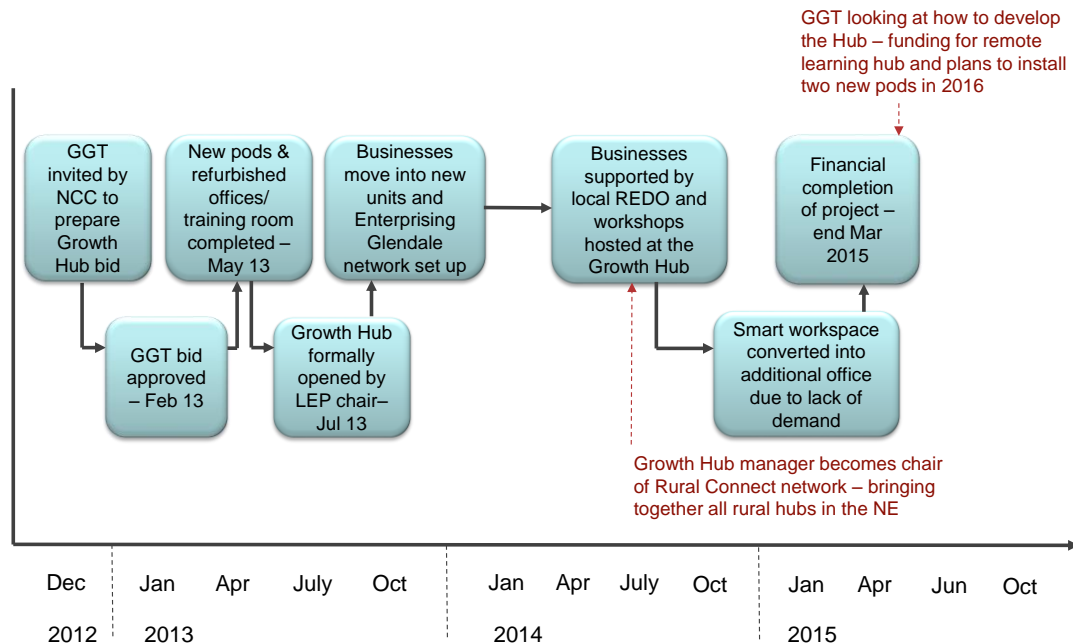 GGT looking at how to develop
the Hub – funding for remote
learning hub and plans to install
two new pods in 2016
GGT
invited by
NCC to
prepare
Growth
Hub bid
New pods &
refurbished
offices/
training room
completed –
May 13
Businesses
move into new
units and
Enterprising
Glendale
network set up
Businesses
supported by
local REDO and
workshops
hosted at the
Growth Hub
Financial
completion
of project –
end Mar
2015
GGT bid
approved
– Feb 13
Growth Hub
formally
opened by
LEP chair–
Jul 13
Smart workspace
converted into
additional office
due to lack of
demand
Growth Hub manager becomes chair
of Rural Connect network – bringing
together all rural hubs in the NE
Dec Jan Apr July Oct Jan Apr July Oct Jan Apr Jun Oct
2012 2013 2014 2015